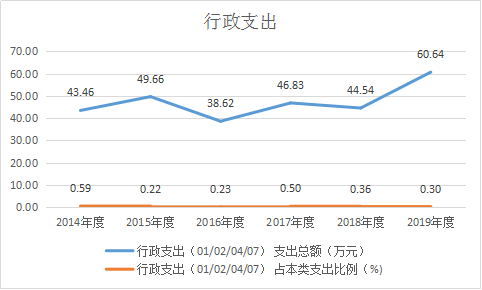 行政支出
70.00
60.00
50.00
40.00
30.00
20.00
10.00
0.00
43.46
49.66
38.62
46.83
44.54
60.64
0.59
0.22
0.23
0.50
0.36
0.30
2014年度
2015年度
2016年度
2017年度
2018年度
2019年度
行政支出（01/02/04/07） 支出总额（万元）
行政支出（01/02/04/07） 占本类支出比例（%）